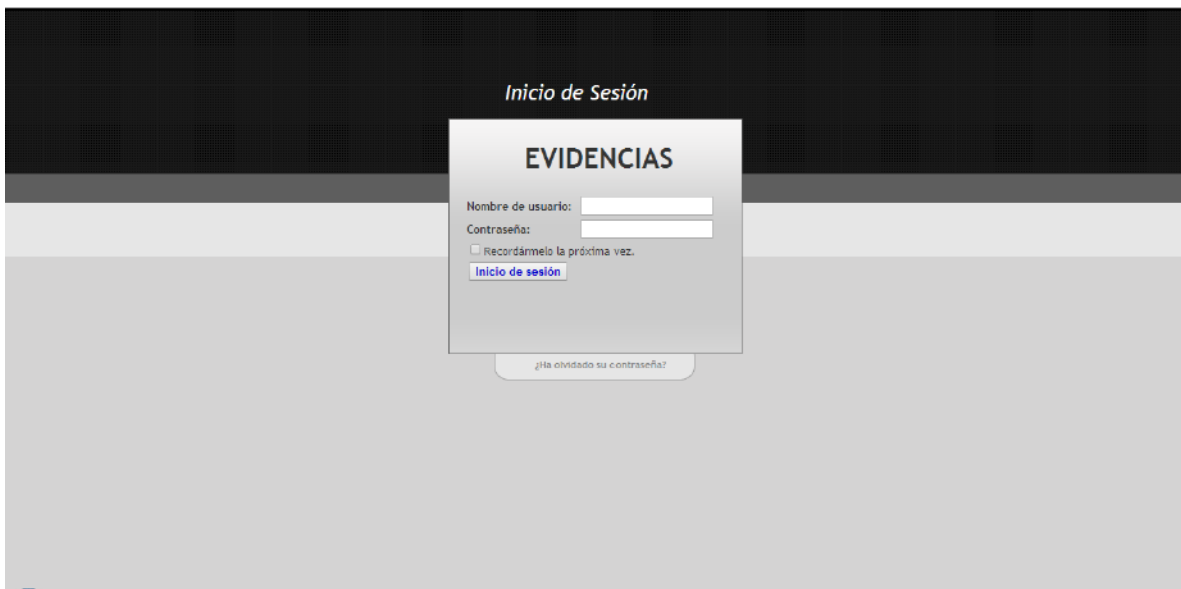 Inicio de Sesión
EVIDENCIAS
Nombre de usuario:
Contraseña:
Recordármelo la próxima vez.
Inicio de sesión
¿Ha olvidado su contraseña?